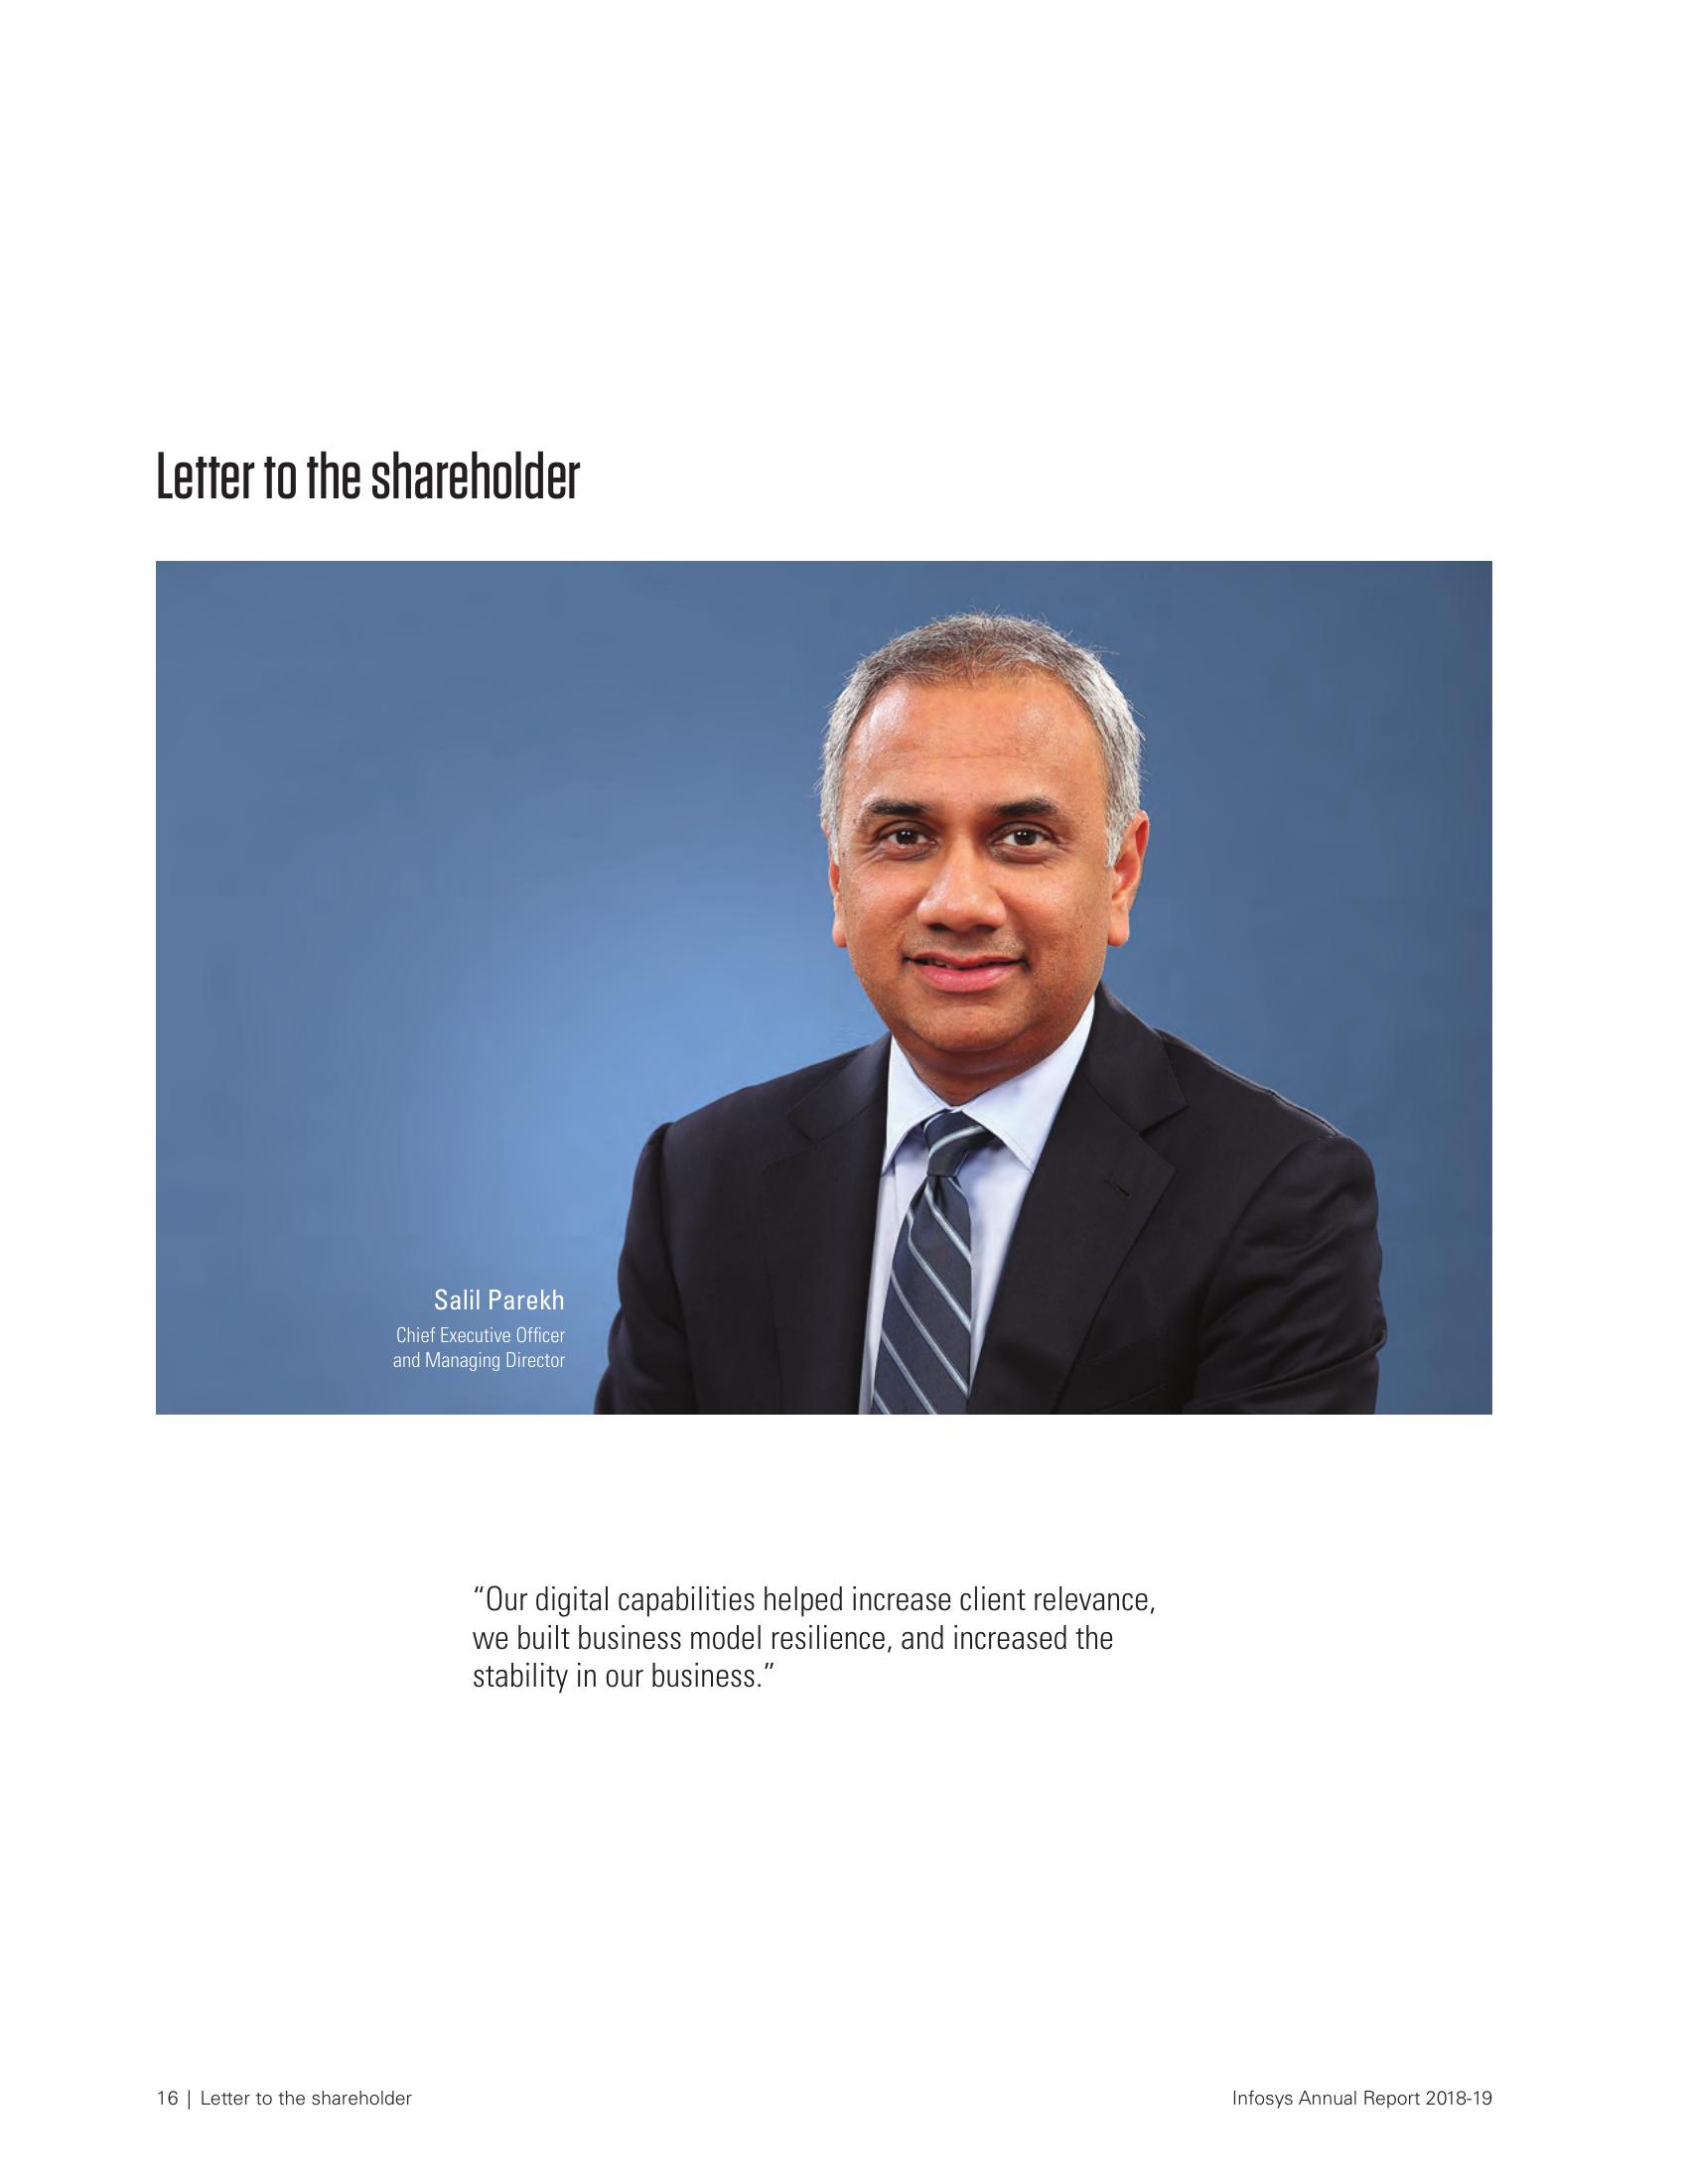 Letter to the shareholder
Salil Parekh
Chief Executive Officer
and Managing Director
“Our digital capabilities helped increase client relevance,
we built business model resilience, and increased the
stability in our business.”
16 | Letter to the shareholder
Infosys Annual Report 2018-19